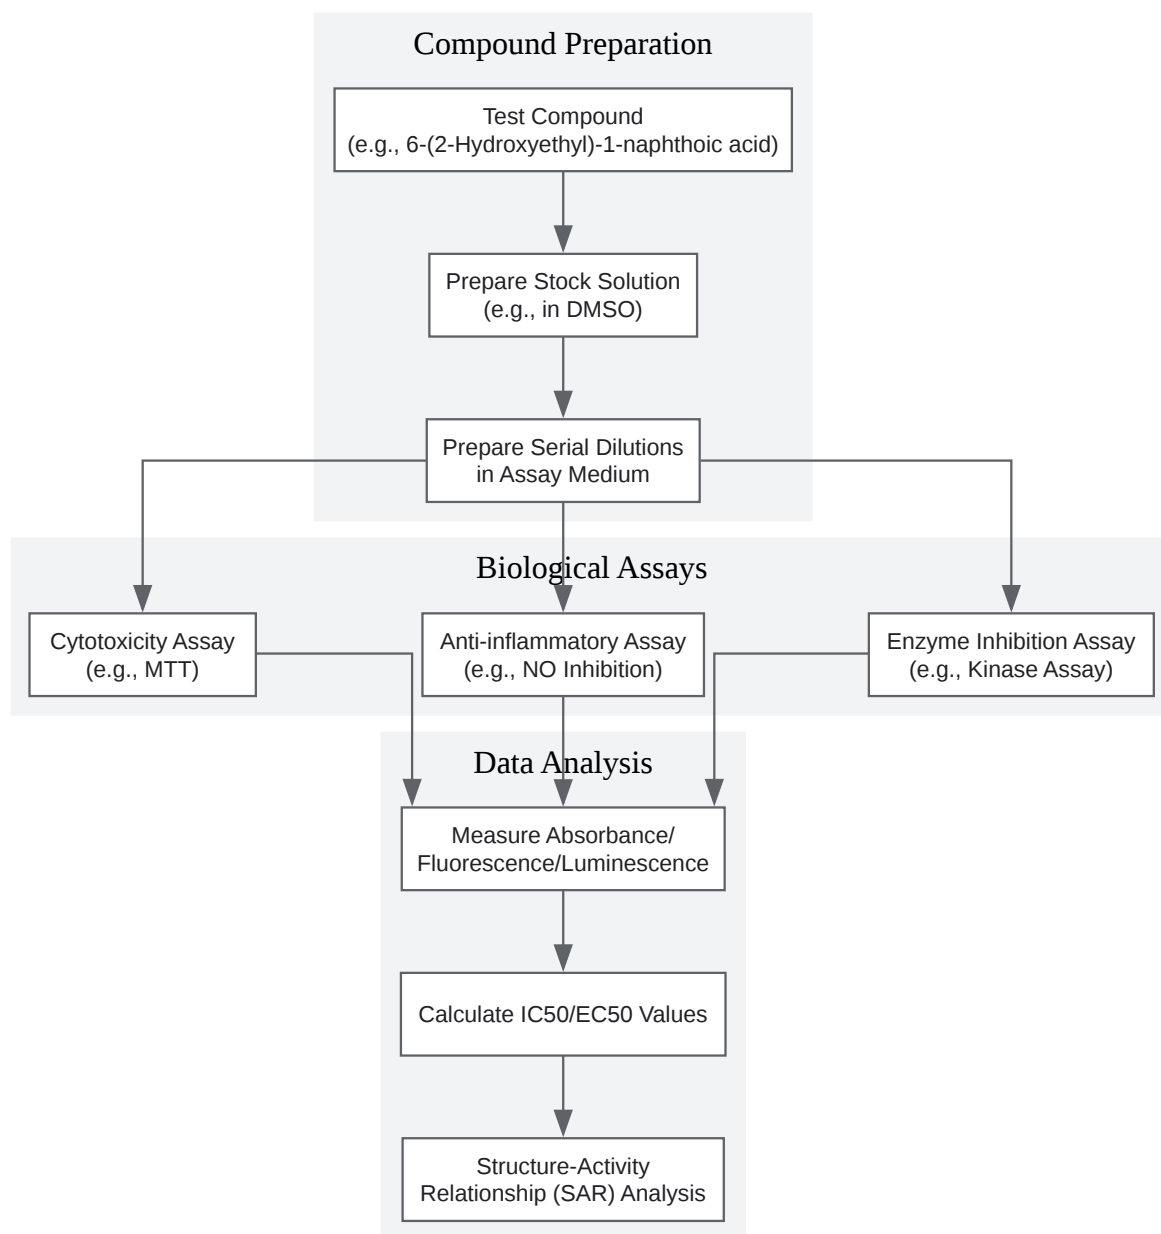 Compound Preparation
Test Compound
(e.g., 6-(2-Hydroxyethyl)-1-naphthoic acid)
Prepare Stock Solution
(e.g., in DMSO)
Prepare Serial Dilutions
in Assay Medium
Biological Assays
Cytotoxicity Assay
(e.g., MTT)
Anti-inflammatory Assay
(e.g., NO Inhibition)
Enzyme Inhibition Assay
(e.g., Kinase Assay)
Data Analysis
Measure Absorbance/
Fluorescence/Luminescence
Calculate IC50/EC50 Values
Structure-Activity
Relationship (SAR) Analysis